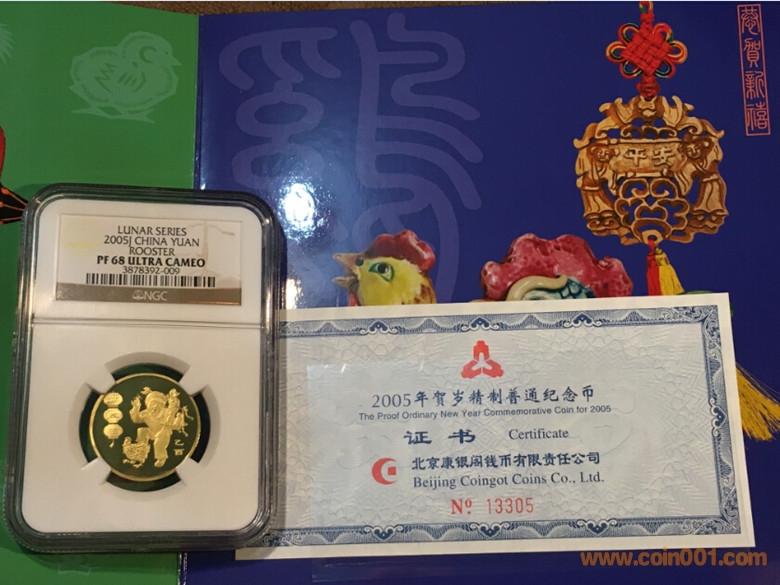 恭贺新禧
平安
LUNAR SERIES
2005J CHINA YUAN
ROOSTER
PF 68 ULTRA CAMEO
3878392-009
NGC
乙酉
2005年贺岁精制普通纪念币
The Proof Ordinary New Year Commemorative Coin for 2005
证书 Certificate
北京康银阁钱币有限责任公司
Beijing Coingot Coins Co., Ltd.
No 13305
www.coin001.com